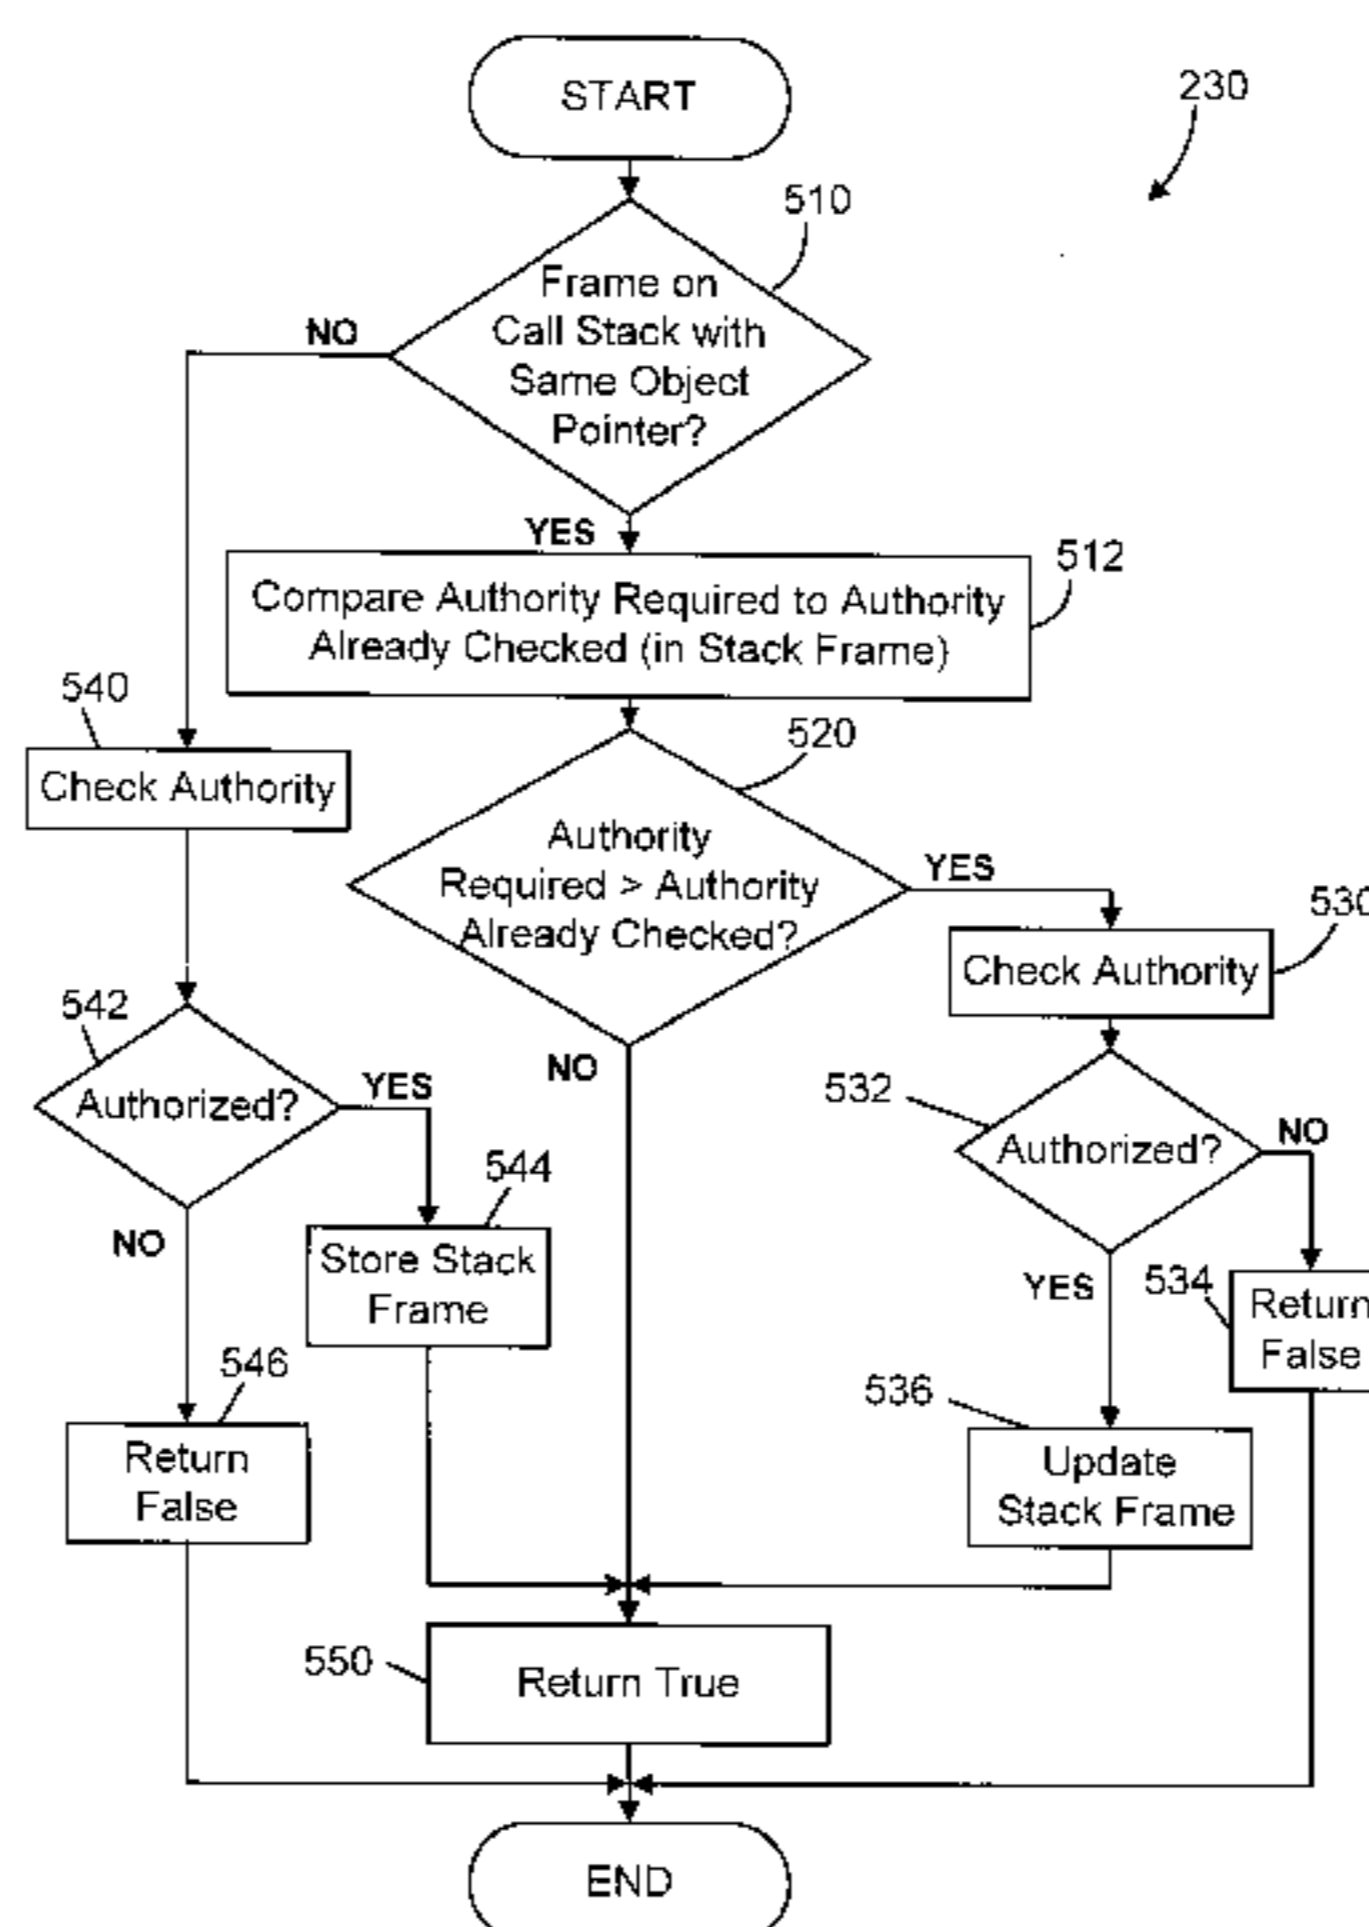 START
230
510
Frame on
Call Stack with
Same Object
Pointer?
NO
YES
512
Compare Authority Required to Authority
Already Checked (in Stack Frame)
540
Check Authority
520
Authority
Required > Authority
Already Checked?
YES
NO
530
Check Authority
542
Authorized?
YES
NO
532
Authorized?
NO
YES
544
Store Stack
Frame
534
Return
False
546
Return
False
536
Update
Stack Frame
550
Return True
END